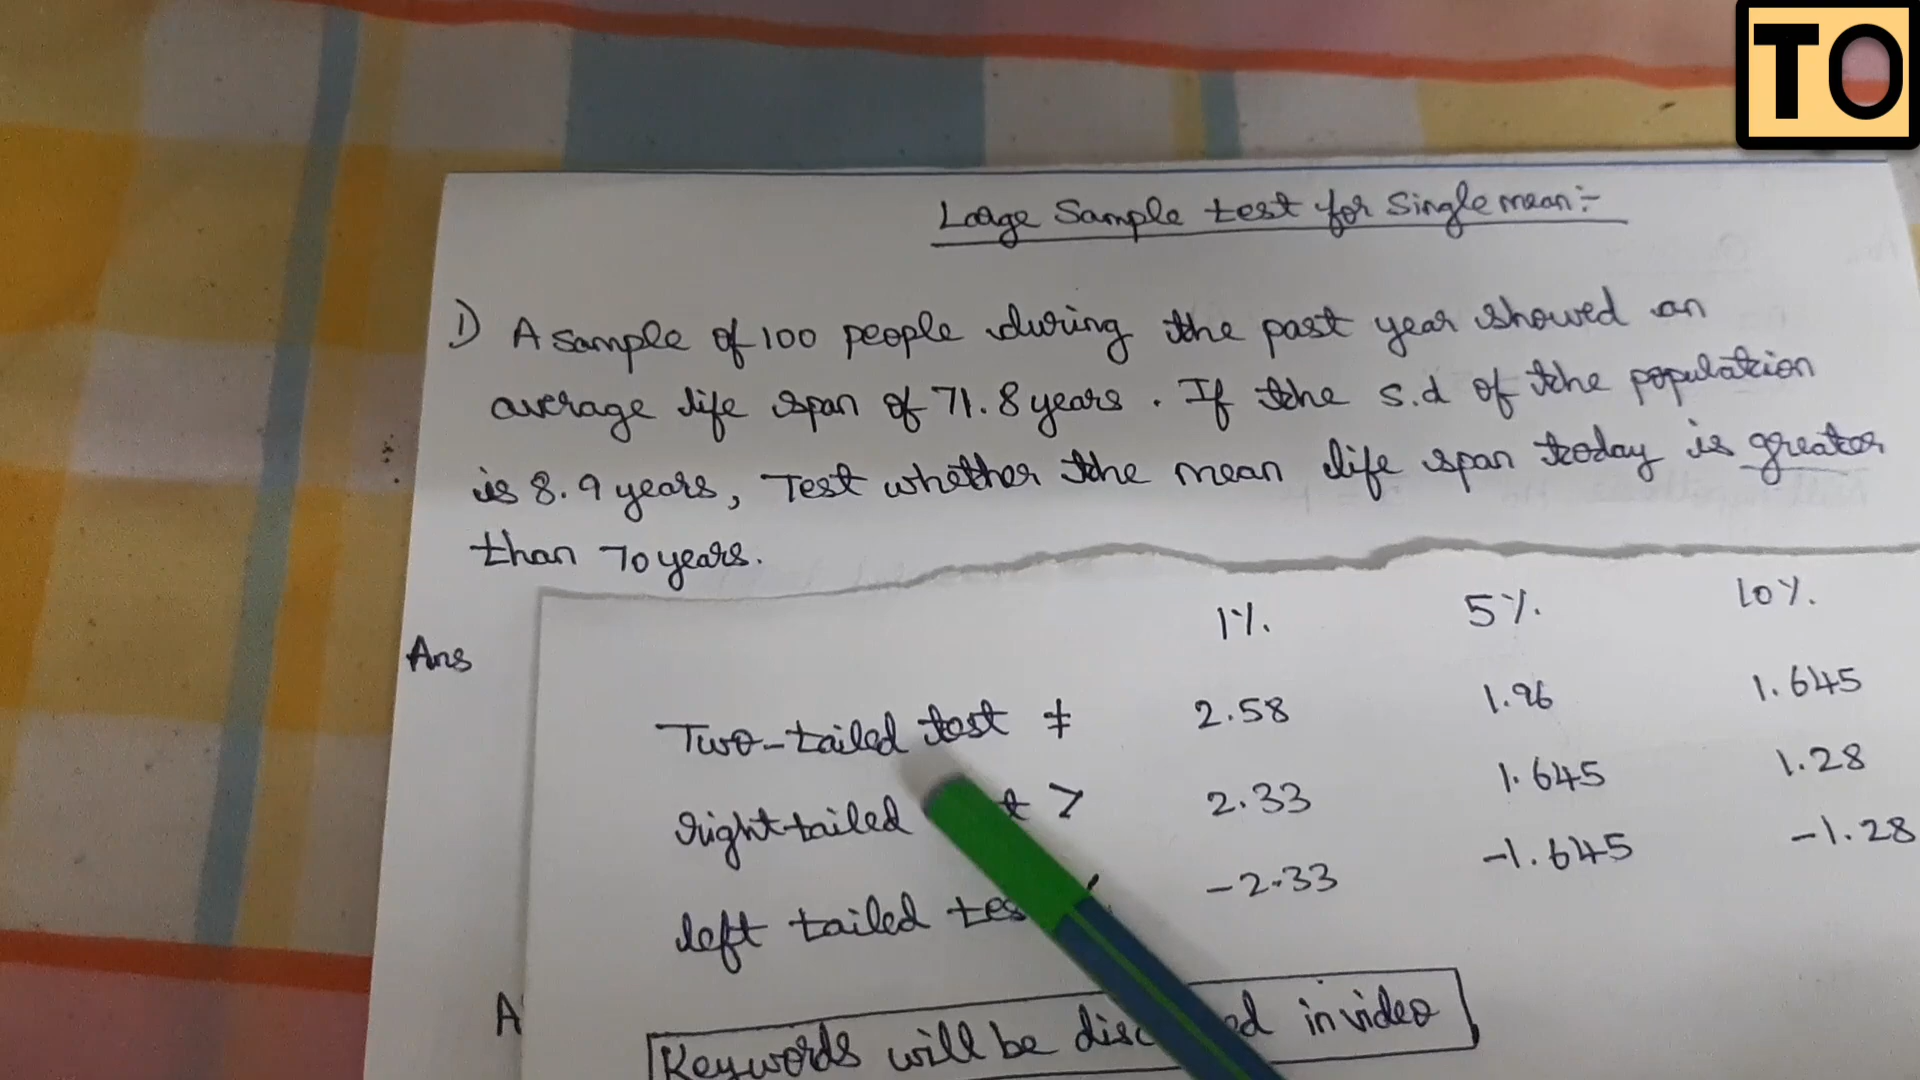 TO
Large Sample test for Single mean:-
1) A sample of 100 people during the past year showed an
average life span of 71.8 years. If the s.d of the population
is 8.9 years, Test whether the mean life span today is greater
than 70 years.
1%. 5%. 10%.
Ans
Two-tailed test ≠ 2.58 1.96 1.645
right tailed > 2.33 1.645 1.28
left tailed tes -2.33 -1.645 -1.28
A
Keywords will be in video